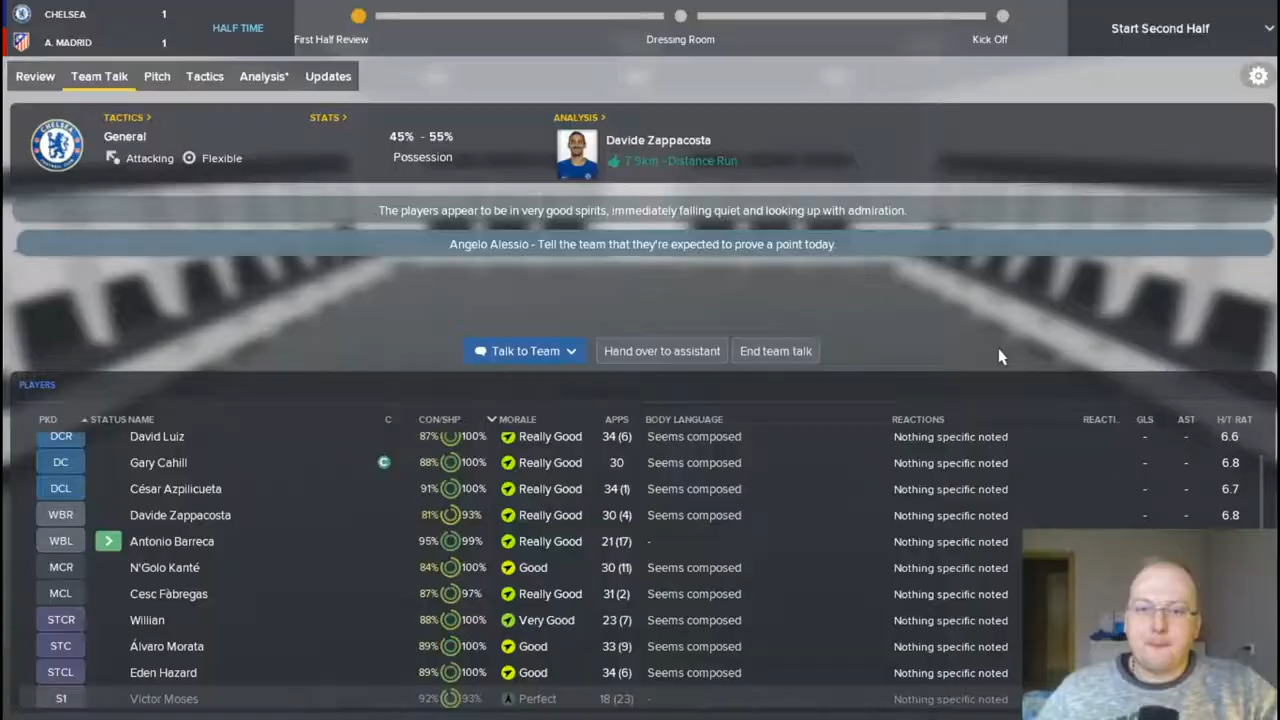 CHELSEA 1
A. MADRID 1
HALF TIME
First Half Review
Dressing Room
Kick Off
Start Second Half
Review Team Talk Pitch Tactics Analysis* Updates
TACTICS > STATS > ANALYSIS >
General 45% - 55% Davide Zappacosta
Attacking Flexible Possession 7.9km - Distance Run
The players appear to be in very good spirits, immediately falling quiet and looking up with admiration.
Angelo Alessio - Tell the team that they're expected to prove a point today.
Talk to Team Hand over to assistant End team talk
PLAYERS
PKD STATUS NAME C CON/SHP MORALE APPS BODY LANGUAGE REACTIONS REACTI... GLS AST H/T RAT
DCR David Luiz 87% 100% Really Good 34 (6) Seems composed Nothing specific noted - - 6.6
DC Gary Cahill C 88% 100% Really Good 30 Seems composed Nothing specific noted - - 6.8
DCL César Azpilicueta 91% 100% Really Good 34 (1) Seems composed Nothing specific noted - - 6.7
WBR Davide Zappacosta 81% 93% Really Good 30 (4) Seems composed Nothing specific noted - - 6.8
WBL Antonio Barreca 95% 99% Really Good 21 (17) - Nothing specific noted
MCR N'Golo Kanté 84% 100% Good 30 (11) Seems composed Nothing specific noted
MCL Cesc Fàbregas 87% 97% Really Good 31 (2) Seems composed Nothing specific noted
STCR Willian 88% 100% Very Good 23 (7) Seems composed Nothing specific noted
STC Álvaro Morata 89% 100% Good 33 (9) Seems composed Nothing specific noted
STCL Eden Hazard 89% 100% Good 34 (6) Seems composed Nothing specific noted
S1 Victor Moses 92% 93% Perfect 18 (23) - Nothing specific noted